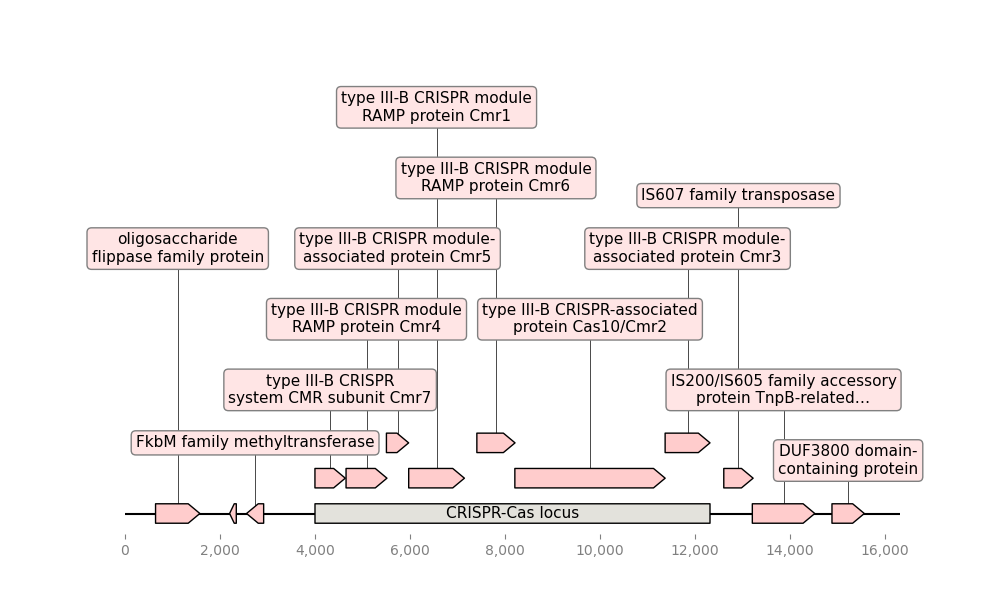 type III-B CRISPR module
RAMP protein Cmr1
type III-B CRISPR module
RAMP protein Cmr6
IS607 family transposase
oligosaccharide
flippase family protein
type III-B CRISPR module-
associated protein Cmr5
type III-B CRISPR module-
associated protein Cmr3
type III-B CRISPR module
RAMP protein Cmr4
type III-B CRISPR-associated
protein Cas10/Cmr2
type III-B CRISPR
system CMR subunit Cmr7
IS200/IS605 family accessory
protein TnpB-related…
FkbM family methyltransferase
DUF3800 domain-
containing protein
CRISPR-Cas locus
0 2,000 4,000 6,000 8,000 10,000 12,000 14,000 16,000